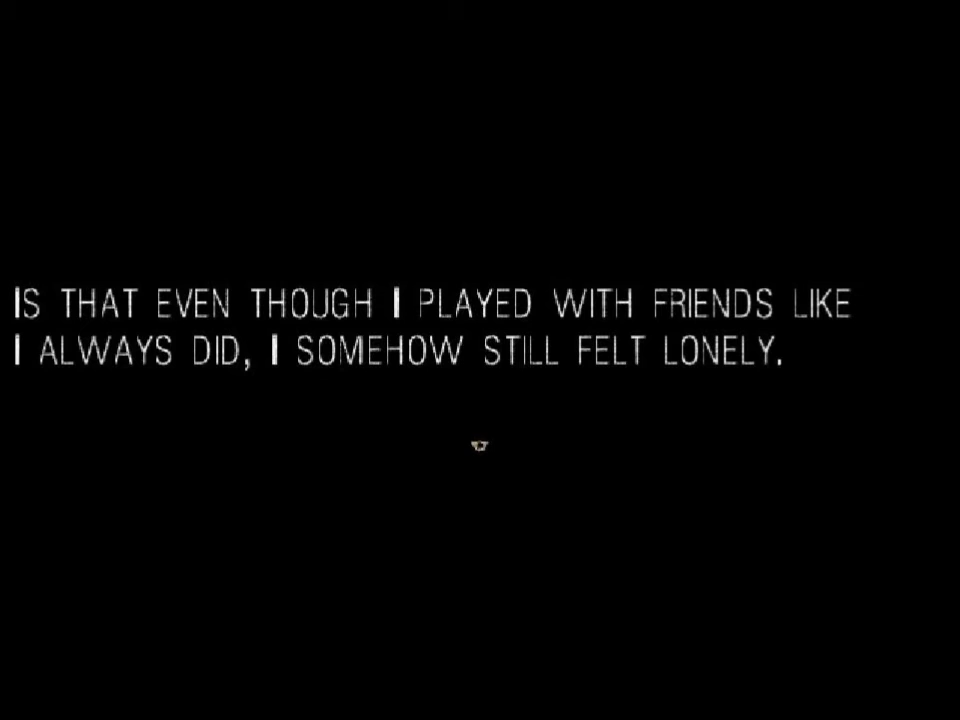 IS THAT EVEN THOUGH I PLAYED WITH FRIENDS LIKE
I ALWAYS DID, I SOMEHOW STILL FELT LONELY.